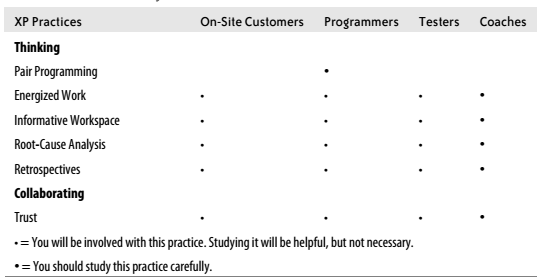 XP Practices On-Site Customers Programmers Testers Coaches
Thinking
Pair Programming •
Energized Work • • • •
Informative Workspace • • • •
Root-Cause Analysis • • • •
Retrospectives • • • •
Collaborating
Trust • • • •
• = You will be involved with this practice. Studying it will be helpful, but not necessary.
• = You should study this practice carefully.